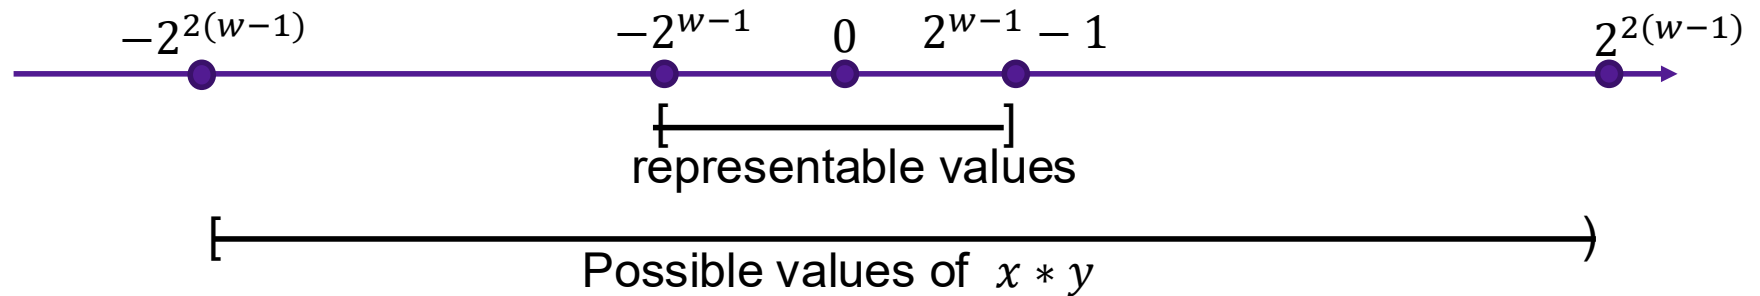 −2^{2(w−1)} −2^{w−1} 0 2^{w−1} − 1 2^{2(w−1)}
[ ]
representable values
[ )
Possible values of x ∗ y